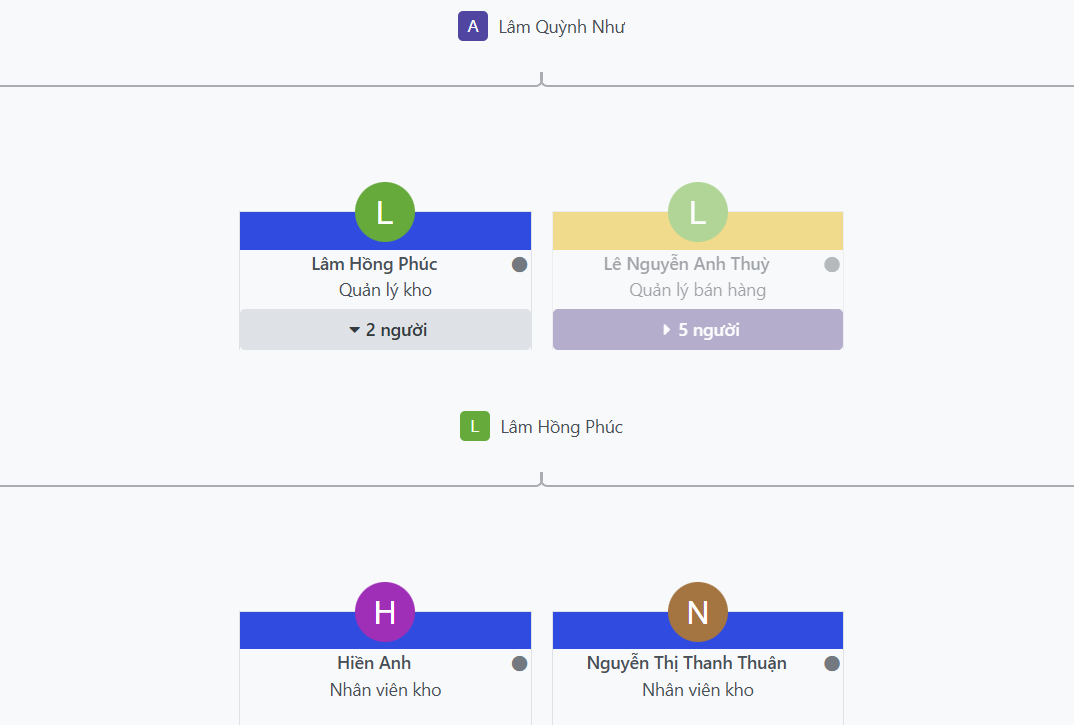 A Lâm Quỳnh Như
L
L
Lâm Hồng Phúc
Quản lý kho
2 người
Lê Nguyễn Anh Thuỳ
Quản lý bán hàng
5 người
L Lâm Hồng Phúc
H
N
Hiền Anh
Nhân viên kho
Nguyễn Thị Thanh Thuận
Nhân viên kho